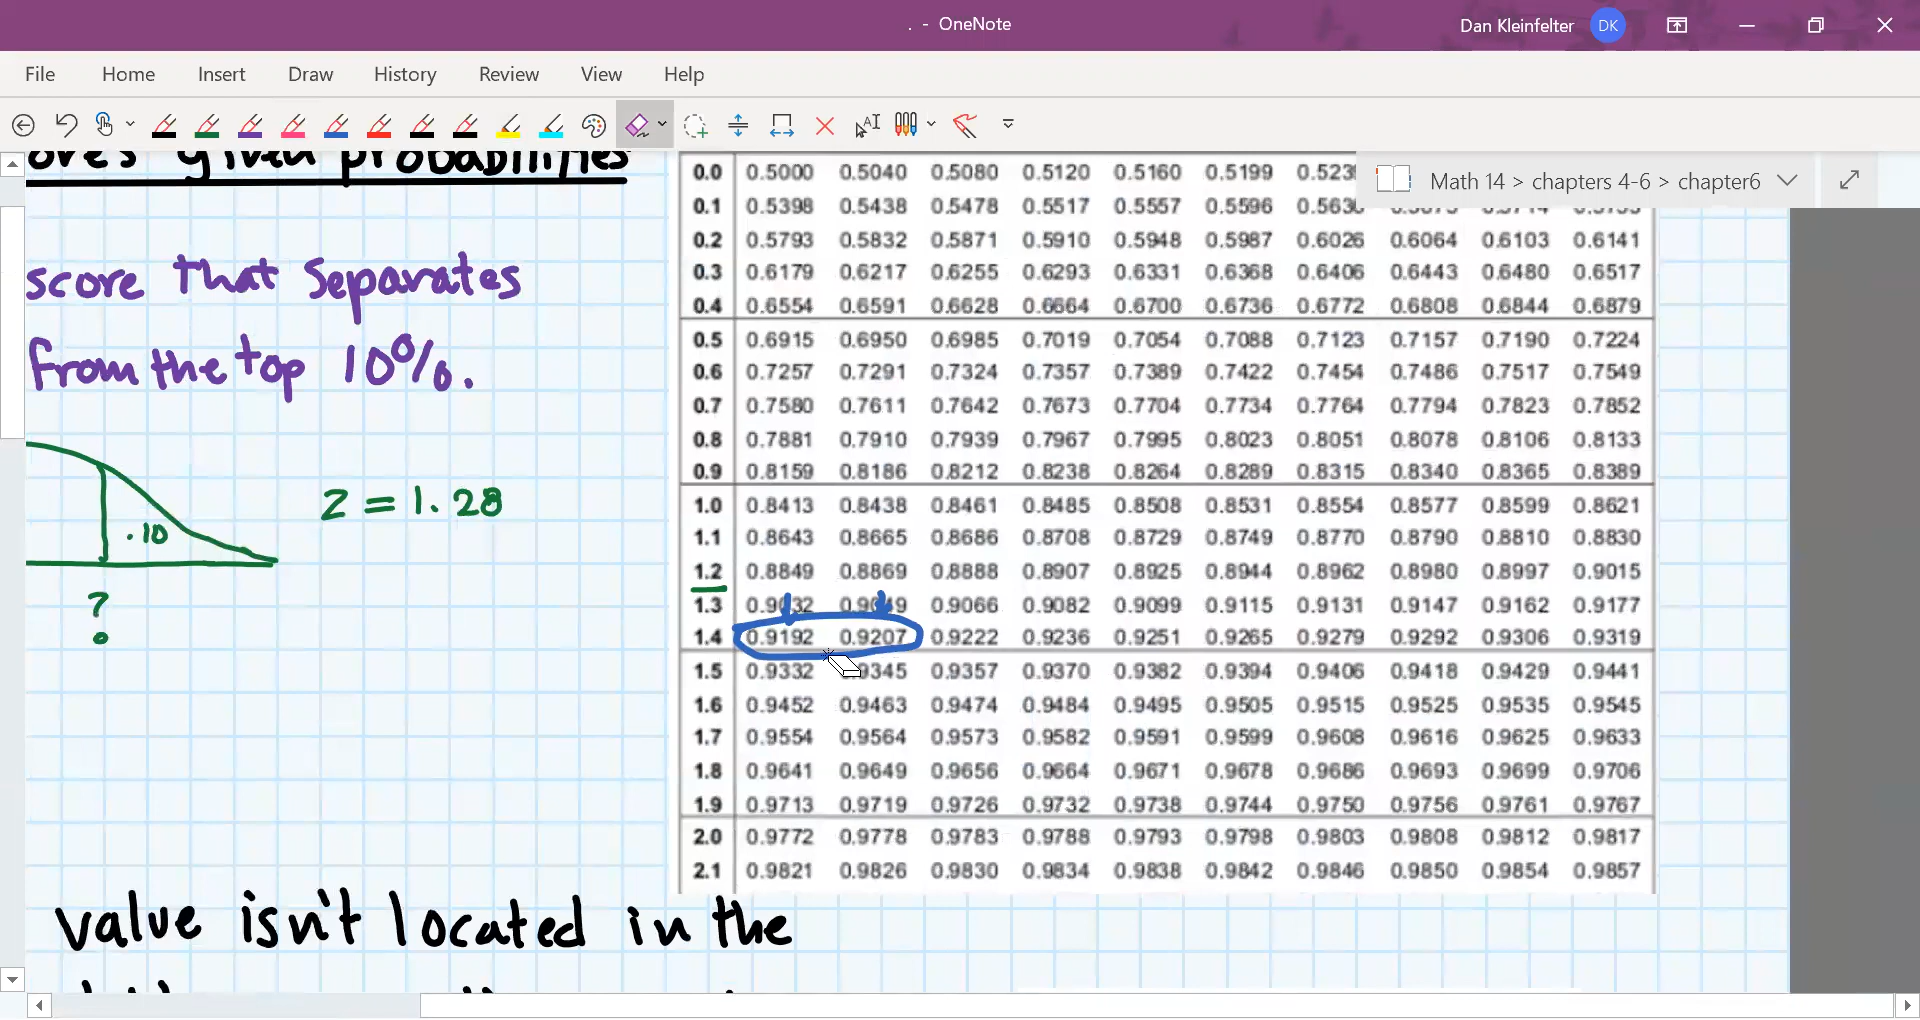 . - OneNote
Dan Kleinfelter DK
File Home Insert Draw History Review View Help
Math 14 > chapters 4-6 > chapter6
given probabilities
score that separates
from the top 10%.
.10
z = 1.28
?
0.0 0.5000 0.5040 0.5080 0.5120 0.5160 0.5199
0.1 0.5398 0.5438 0.5478 0.5517 0.5557 0.5596
0.2 0.5793 0.5832 0.5871 0.5910 0.5948 0.5987 0.6026 0.6064 0.6103 0.6141
0.3 0.6179 0.6217 0.6255 0.6293 0.6331 0.6368 0.6406 0.6443 0.6480 0.6517
0.4 0.6554 0.6591 0.6628 0.6664 0.6700 0.6736 0.6772 0.6808 0.6844 0.6879
0.5 0.6915 0.6950 0.6985 0.7019 0.7054 0.7088 0.7123 0.7157 0.7190 0.7224
0.6 0.7257 0.7291 0.7324 0.7357 0.7389 0.7422 0.7454 0.7486 0.7517 0.7549
0.7 0.7580 0.7611 0.7642 0.7673 0.7704 0.7734 0.7764 0.7794 0.7823 0.7852
0.8 0.7881 0.7910 0.7939 0.7967 0.7995 0.8023 0.8051 0.8078 0.8106 0.8133
0.9 0.8159 0.8186 0.8212 0.8238 0.8264 0.8289 0.8315 0.8340 0.8365 0.8389
1.0 0.8413 0.8438 0.8461 0.8485 0.8508 0.8531 0.8554 0.8577 0.8599 0.8621
1.1 0.8643 0.8665 0.8686 0.8708 0.8729 0.8749 0.8770 0.8790 0.8810 0.8830
1.2 0.8849 0.8869 0.8888 0.8907 0.8925 0.8944 0.8962 0.8980 0.8997 0.9015
1.3 0.9032 0.9049 0.9066 0.9082 0.9099 0.9115 0.9131 0.9147 0.9162 0.9177
1.4 0.9192 0.9207 0.9222 0.9236 0.9251 0.9265 0.9279 0.9292 0.9306 0.9319
1.5 0.9332 0.9345 0.9357 0.9370 0.9382 0.9394 0.9406 0.9418 0.9429 0.9441
1.6 0.9452 0.9463 0.9474 0.9484 0.9495 0.9505 0.9515 0.9525 0.9535 0.9545
1.7 0.9554 0.9564 0.9573 0.9582 0.9591 0.9599 0.9608 0.9616 0.9625 0.9633
1.8 0.9641 0.9649 0.9656 0.9664 0.9671 0.9678 0.9686 0.9693 0.9699 0.9706
1.9 0.9713 0.9719 0.9726 0.9732 0.9738 0.9744 0.9750 0.9756 0.9761 0.9767
2.0 0.9772 0.9778 0.9783 0.9788 0.9793 0.9798 0.9803 0.9808 0.9812 0.9817
2.1 0.9821 0.9826 0.9830 0.9834 0.9838 0.9842 0.9846 0.9850 0.9854 0.9857
value isn't located in the